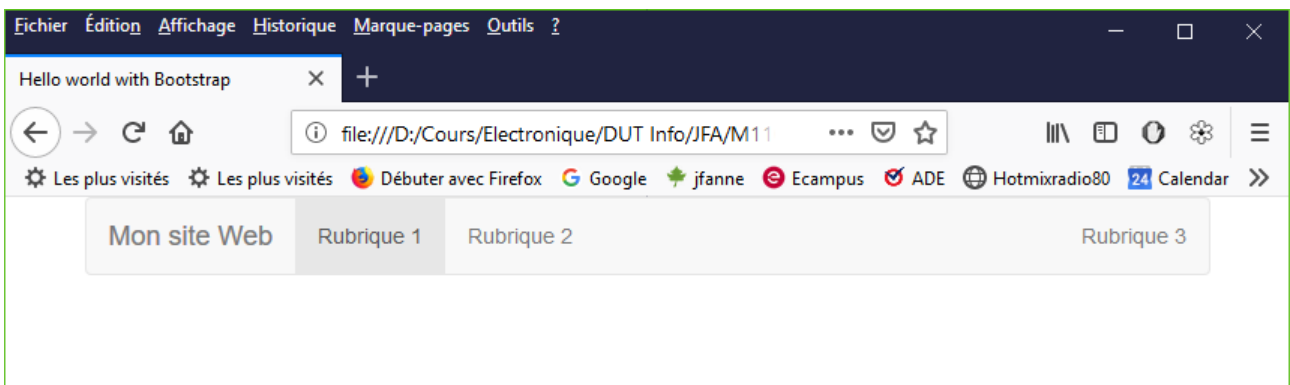 Fichier Édition Affichage Historique Marque-pages Outils ?
Hello world with Bootstrap
file:///D:/Cours/Electronique/DUT Info/JFA/M11
Les plus visités Les plus visités Débuter avec Firefox Google jfanne Ecampus ADE Hotmixradio80 24 Calendar
Mon site Web Rubrique 1 Rubrique 2 Rubrique 3